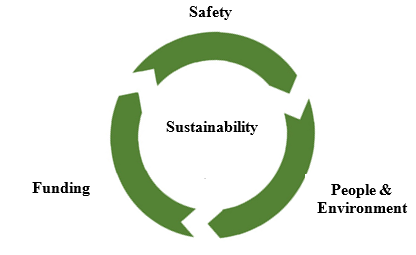 Safety
Sustainability
Funding
People &
Environment